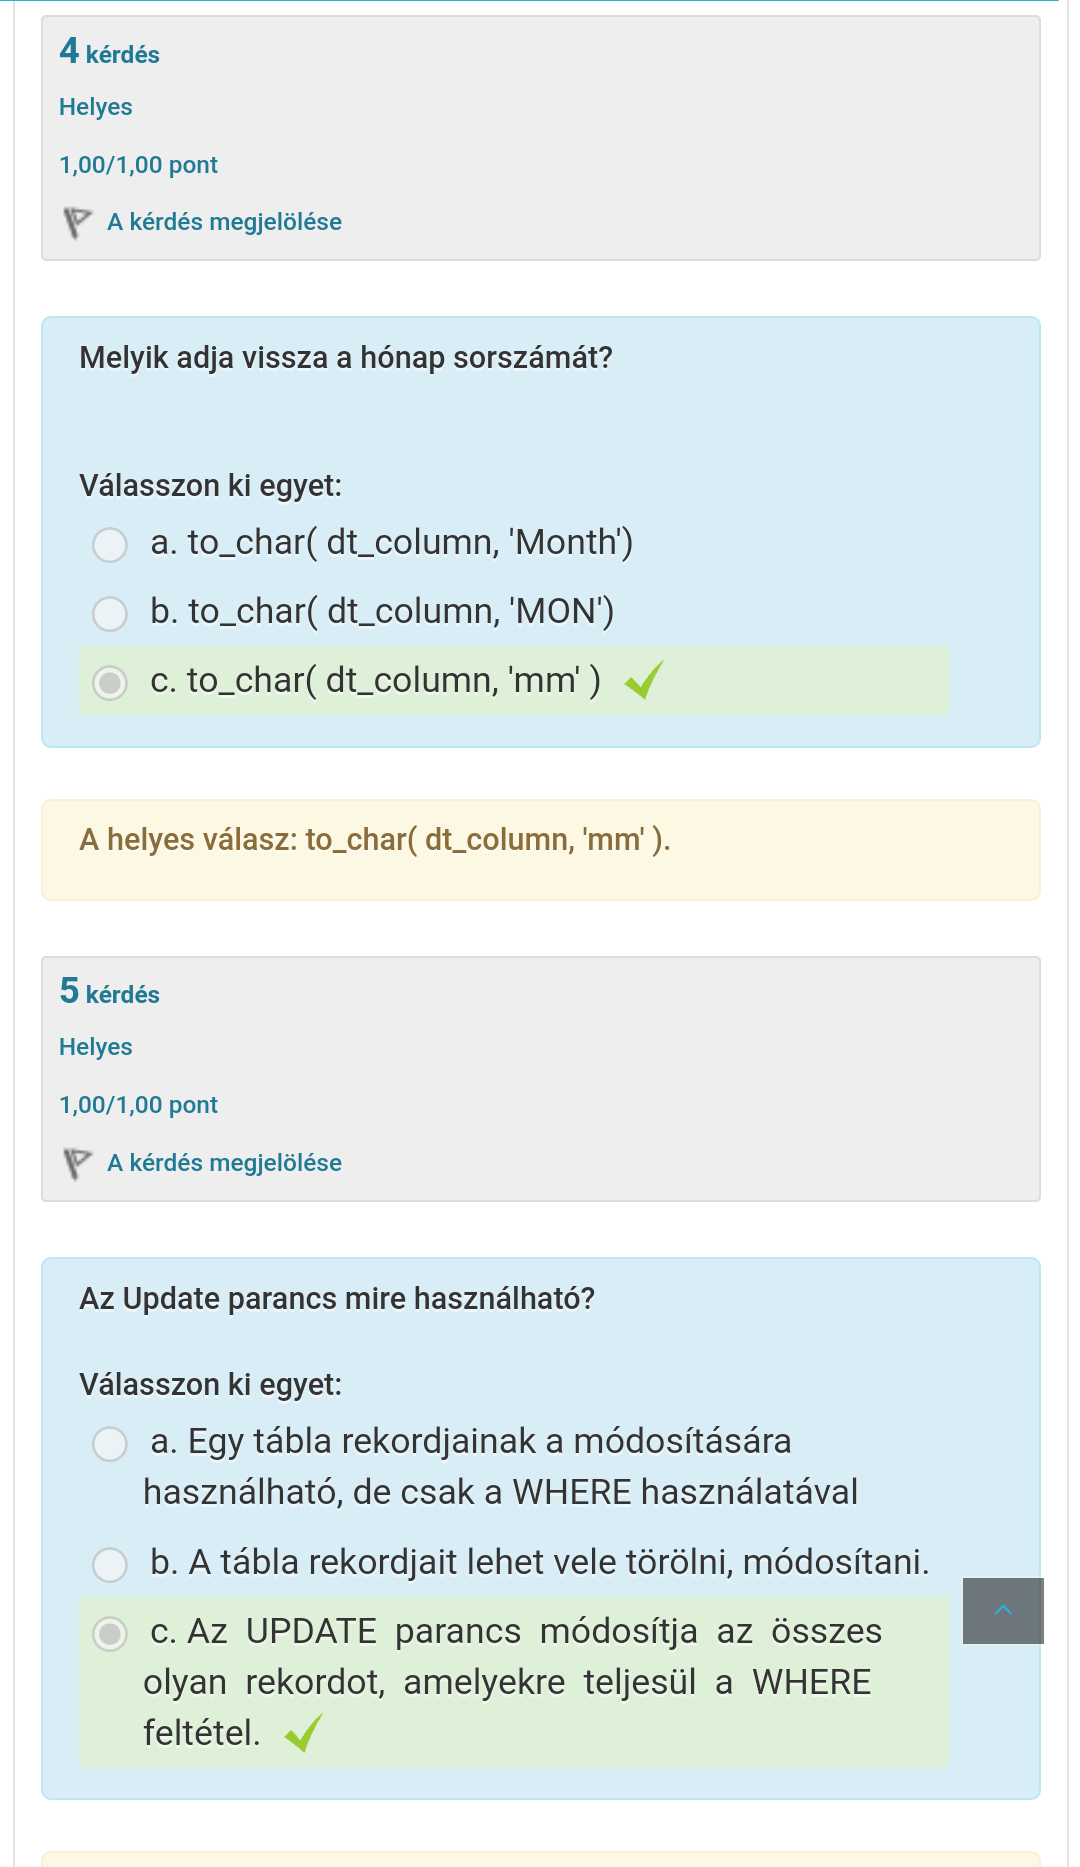 4 kérdés
Helyes
1,00/1,00 pont
A kérdés megjelölése
Melyik adja vissza a hónap sorszámát?
Válasszon ki egyet:
a. to_char( dt_column, 'Month')
b. to_char( dt_column, 'MON')
c. to_char( dt_column, 'mm' )
A helyes válasz: to_char( dt_column, 'mm' ).
5 kérdés
Helyes
1,00/1,00 pont
A kérdés megjelölése
Az Update parancs mire használható?
Válasszon ki egyet:
a. Egy tábla rekordjainak a módosítására
használható, de csak a WHERE használatával
b. A tábla rekordjait lehet vele törölni, módosítani.
c. Az UPDATE parancs módosítja az összes
olyan rekordot, amelyekre teljesül a WHERE
feltétel.